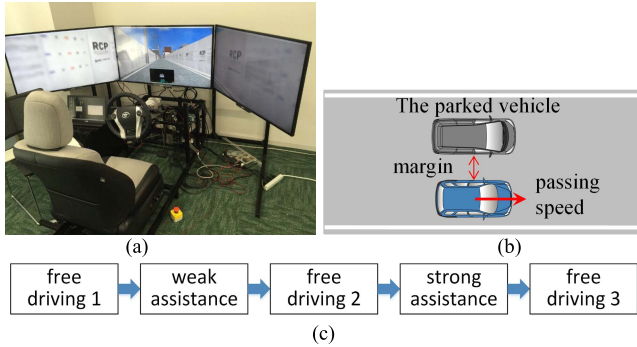 RCP
RCP
The parked vehicle
margin
passing
speed
(a)
(b)
free
driving 1
weak
assistance
free
driving 2
strong
assistance
free
driving 3
(c)